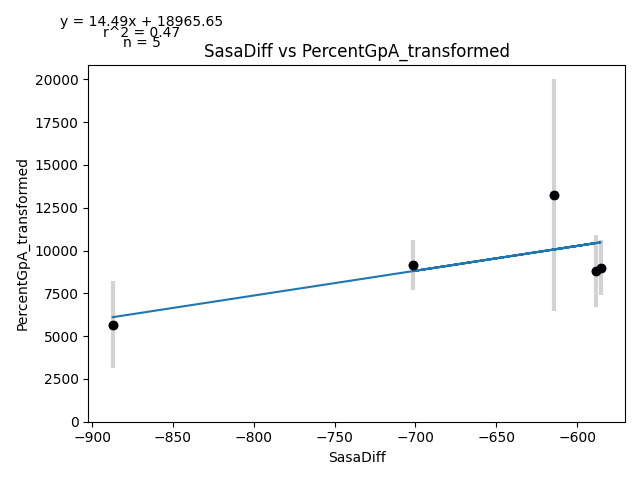 y = 14.49x + 18965.65
r^2 = 0.47
n = 5
SasaDiff vs PercentGpA_transformed
20000
17500
15000
12500
10000
7500
5000
2500
0
PercentGpA_transformed
−900
−850
−800
−750
−700
−650
−600
SasaDiff